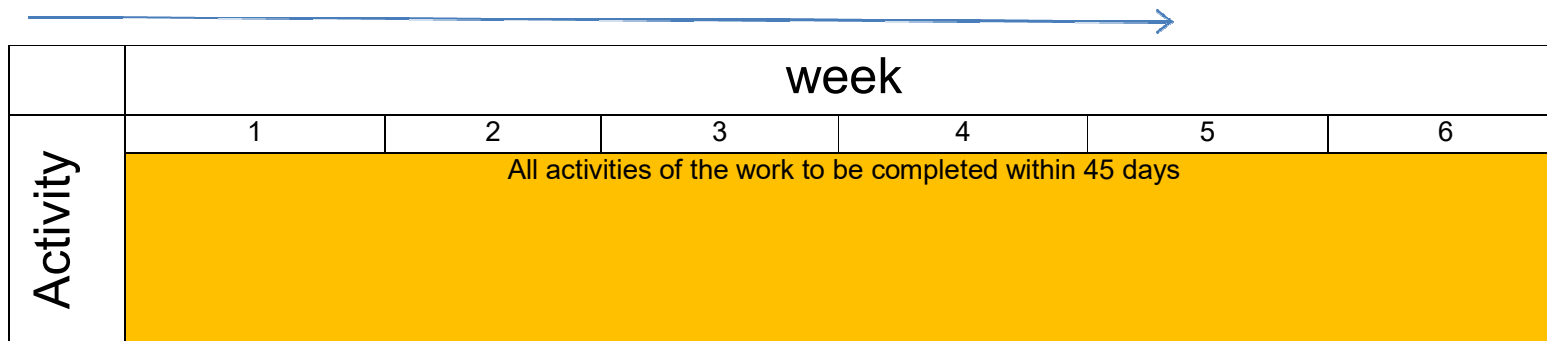 week
1 2 3 4 5 6
All activities of the work to be completed within 45 days
Activity